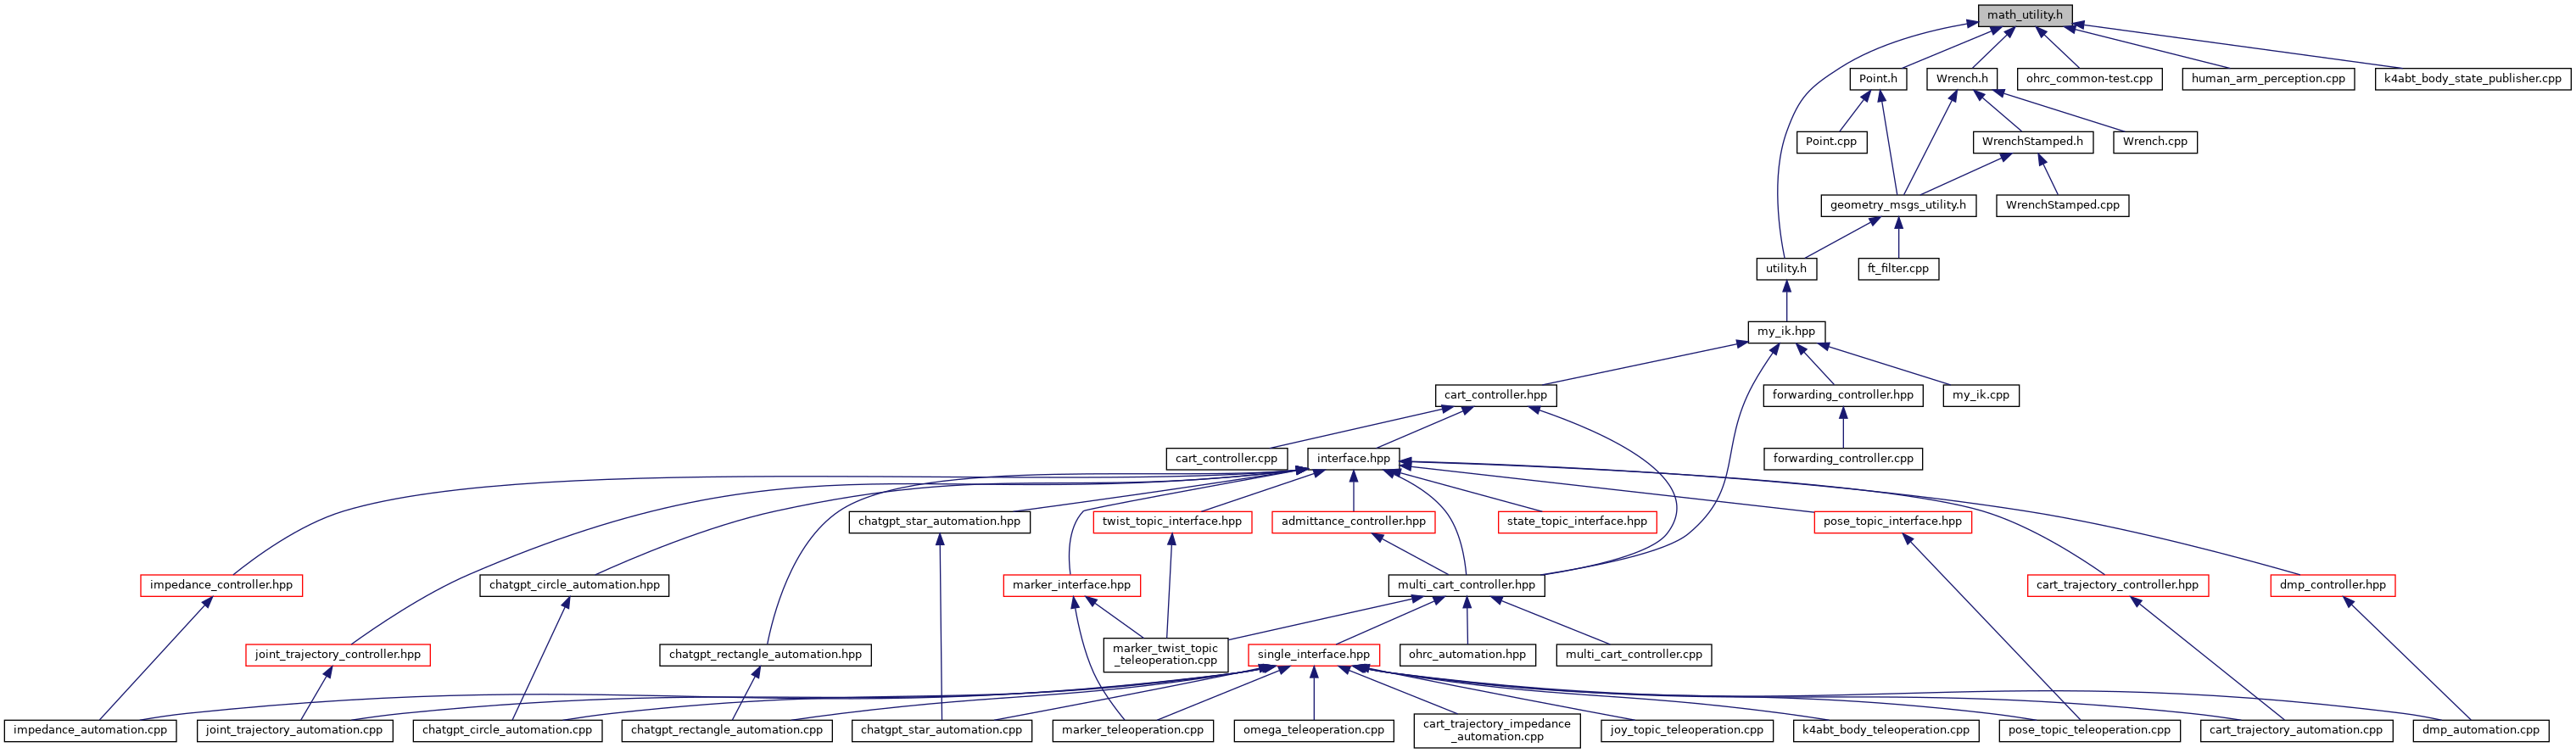 math_utility.h
Point.h
Wrench.h
ohrc_common-test.cpp
human_arm_perception.cpp
k4abt_body_state_publisher.cpp
Point.cpp
WrenchStamped.h
Wrench.cpp
geometry_msgs_utility.h
WrenchStamped.cpp
utility.h
ft_filter.cpp
my_ik.hpp
cart_controller.hpp
forwarding_controller.hpp
my_ik.cpp
cart_controller.cpp
interface.hpp
forwarding_controller.cpp
chatgpt_star_automation.hpp
twist_topic_interface.hpp
admittance_controller.hpp
state_topic_interface.hpp
pose_topic_interface.hpp
impedance_controller.hpp
chatgpt_circle_automation.hpp
marker_interface.hpp
multi_cart_controller.hpp
cart_trajectory_controller.hpp
dmp_controller.hpp
joint_trajectory_controller.hpp
chatgpt_rectangle_automation.hpp
marker_twist_topic
_teleoperation.cpp
single_interface.hpp
ohrc_automation.hpp
multi_cart_controller.cpp
impedance_automation.cpp
joint_trajectory_automation.cpp
chatgpt_circle_automation.cpp
chatgpt_rectangle_automation.cpp
chatgpt_star_automation.cpp
marker_teleoperation.cpp
omega_teleoperation.cpp
cart_trajectory_impedance
_automation.cpp
joy_topic_teleoperation.cpp
k4abt_body_teleoperation.cpp
pose_topic_teleoperation.cpp
cart_trajectory_automation.cpp
dmp_automation.cpp